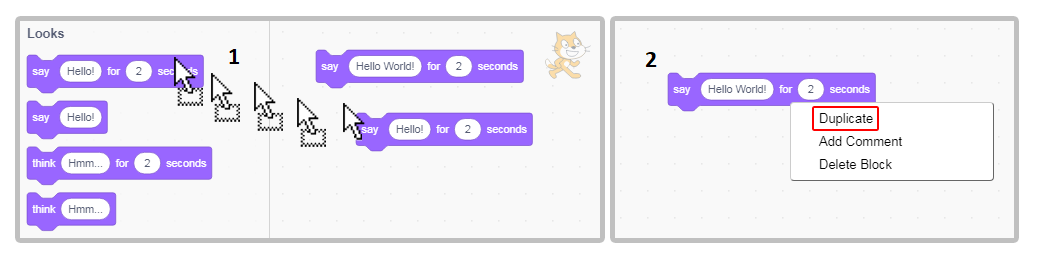 Looks
1
say Hello! for 2 seconds
say Hello!
think Hmm... for 2 seconds
think Hmm...
say Hello World! for 2 seconds
say Hello! for 2 seconds
2
say Hello World! for 2 seconds
Duplicate
Add Comment
Delete Block